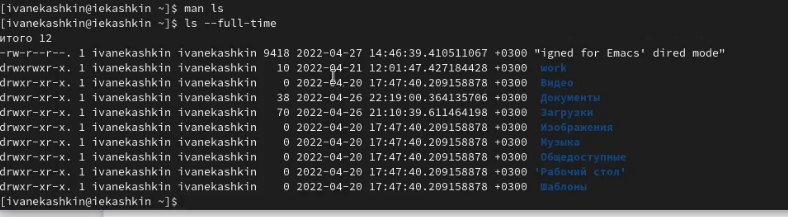 [ivanekashkin@iekashkin ~]$ man ls
[ivanekashkin@iekashkin ~]$ ls --full-time
итого 12
-rw-r--r--. 1 ivanekashkin ivanekashkin 9418 2022-04-27 14:46:39.410511067 +0300 "igned for Emacs' dired mode"
drwxrwxr-x. 1 ivanekashkin ivanekashkin   10 2022-04-21 12:01:47.427184428 +0300  work
drwxr-xr-x. 1 ivanekashkin ivanekashkin    0 2022-04-20 17:47:40.209158878 +0300  Видео
drwxr-xr-x. 1 ivanekashkin ivanekashkin   38 2022-04-26 22:19:00.364135706 +0300  Документы
drwxr-xr-x. 1 ivanekashkin ivanekashkin   70 2022-04-26 21:10:39.611464198 +0300  Загрузки
drwxr-xr-x. 1 ivanekashkin ivanekashkin    0 2022-04-20 17:47:40.209158878 +0300  Изображения
drwxr-xr-x. 1 ivanekashkin ivanekashkin    0 2022-04-20 17:47:40.209158878 +0300  Музыка
drwxr-xr-x. 1 ivanekashkin ivanekashkin    0 2022-04-20 17:47:40.209158878 +0300  Общедоступные
drwxr-xr-x. 1 ivanekashkin ivanekashkin    0 2022-04-20 17:47:40.209158878 +0300 'Рабочий стол'
drwxr-xr-x. 1 ivanekashkin ivanekashkin    0 2022-04-20 17:47:40.209158878 +0300  Шаблоны
[ivanekashkin@iekashkin ~]$